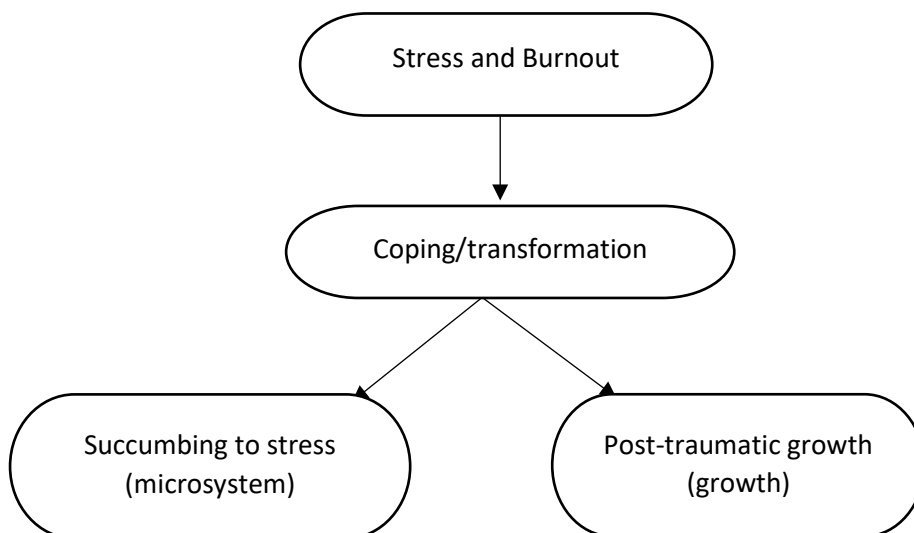 Stress and Burnout
Coping/transformation
Succumbing to stress
(microsystem)
Post-traumatic growth
(growth)